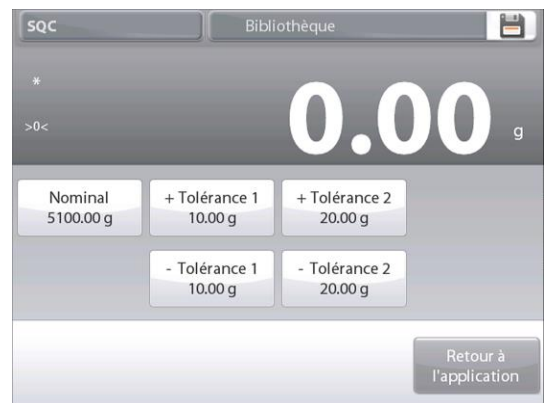 SQC
Bibliothèque
*
>0<
0.00 g
Nominal
5100.00 g
+ Tolérance 1
10.00 g
+ Tolérance 2
20.00 g
- Tolérance 1
10.00 g
- Tolérance 2
20.00 g
Retour à
l'application